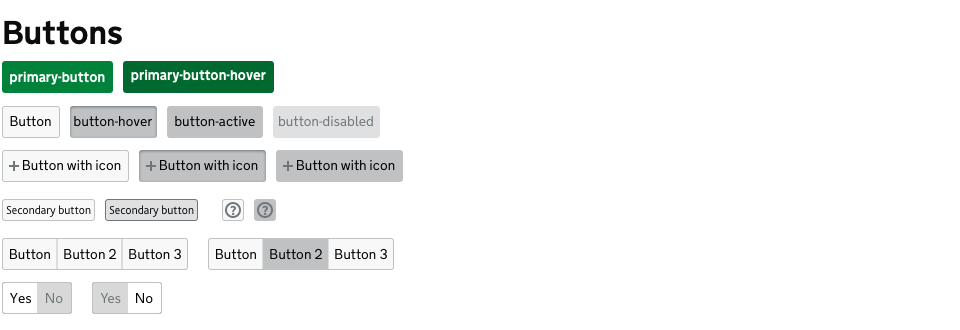 Buttons
primary-button primary-button-hover
Button button-hover button-active button-disabled
+ Button with icon + Button with icon + Button with icon
Secondary button Secondary button ? ?
Button Button 2 Button 3 Button Button 2 Button 3
Yes No Yes No